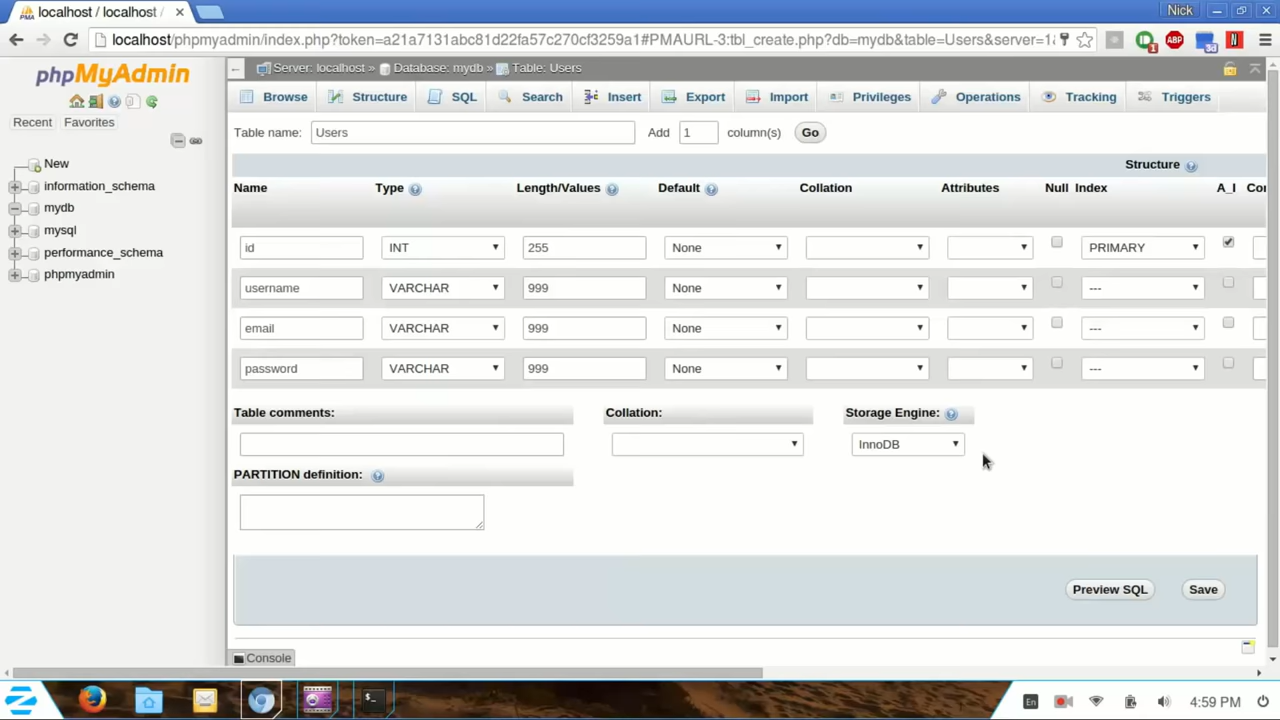 localhost / localhost /
Nick
localhost/phpmyadmin/index.php?token=a21a7131abc81d22fa57c270cf3259a1#PMAURL-3:tbl_create.php?db=mydb&table=Users&server=1
ABP
1
3d
N
phpMyAdmin
Recent
Favorites
New
information_schema
mydb
mysql
performance_schema
phpmyadmin
Server: localhost » Database: mydb » Table: Users
Browse Structure SQL Search Insert Export Import Privileges Operations Tracking Triggers
Table name: Users Add 1 column(s) Go
Structure
Name Type Length/Values Default Collation Attributes Null Index A_I Cor
id INT 255 None PRIMARY
username VARCHAR 999 None ---
email VARCHAR 999 None ---
password VARCHAR 999 None ---
Table comments: Collation: Storage Engine:
InnoDB
PARTITION definition:
Preview SQL Save
Console
En
4:59 PM